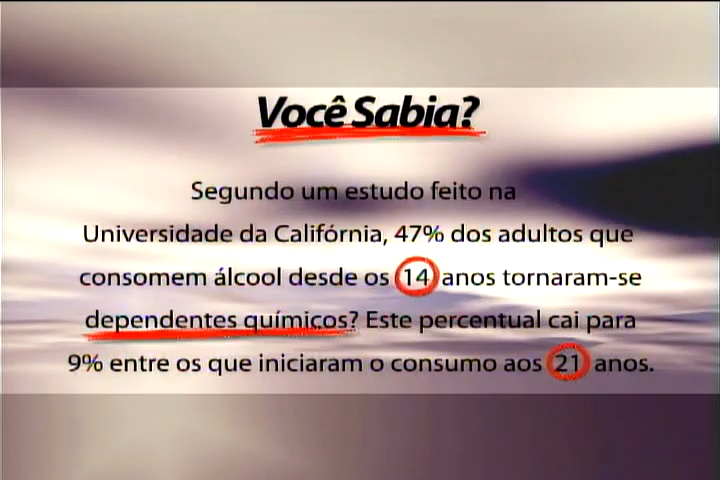 Você Sabia?
Segundo um estudo feito na
Universidade da Califórnia, 47% dos adultos que
consomem álcool desde os 14 anos tornaram-se
dependentes químicos? Este percentual cai para
9% entre os que iniciaram o consumo aos 21 anos.